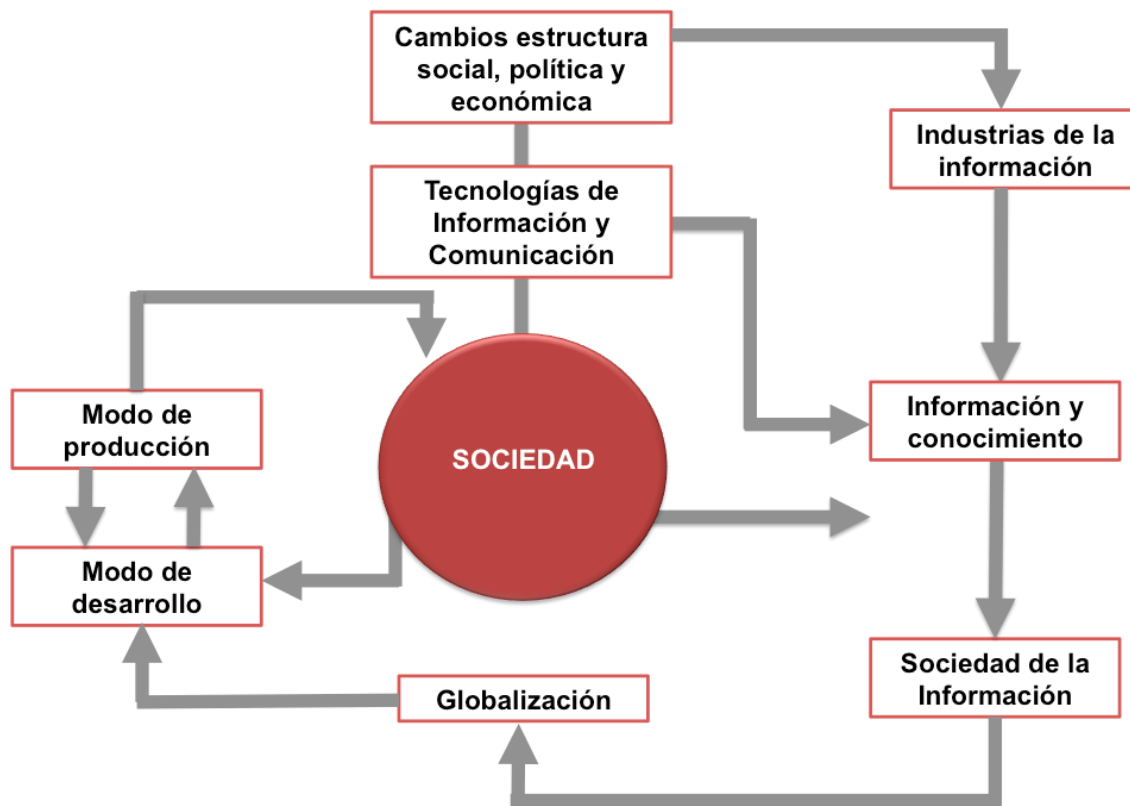 Cambios estructura
social, política y
económica
Industrias de la
información
Tecnologías de
Información y
Comunicación
Modo de
producción
SOCIEDAD
Información y
conocimiento
Modo de
desarrollo
Globalización
Sociedad de la
Información